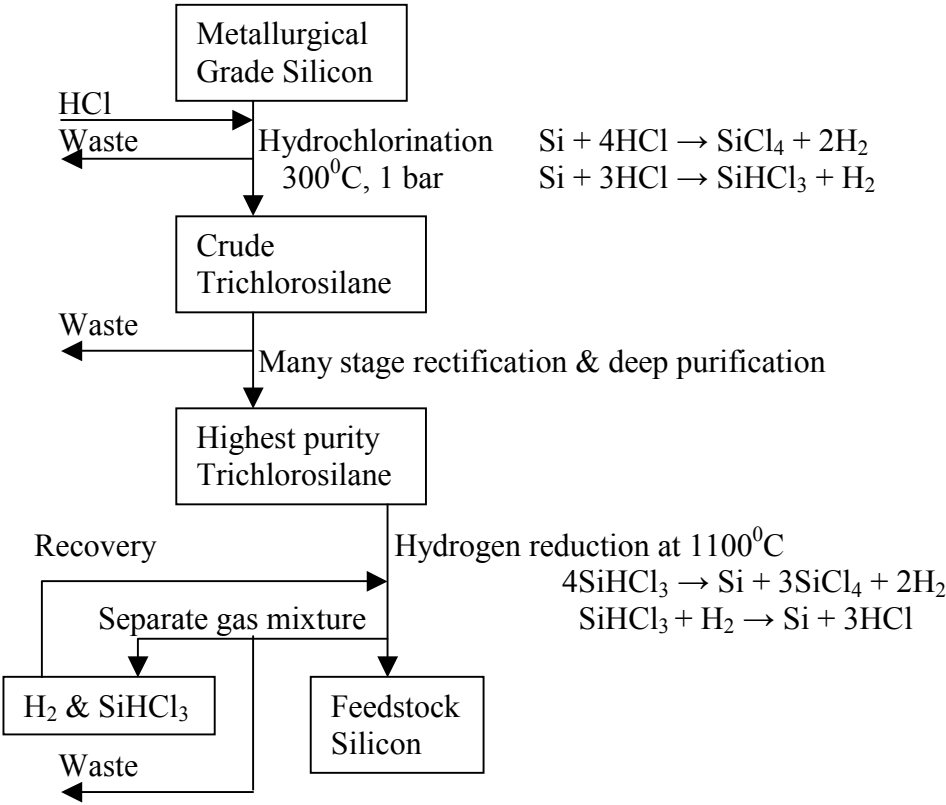 Metallurgical
Grade Silicon
HCl
Waste
Hydrochlorination
300⁰C, 1 bar
Si + 4HCl → SiCl₄ + 2H₂
Si + 3HCl → SiHCl₃ + H₂
Crude
Trichlorosilane
Waste
Many stage rectification & deep purification
Highest purity
Trichlorosilane
Recovery
Hydrogen reduction at 1100⁰C
4SiHCl₃ → Si + 3SiCl₄ + 2H₂
SiHCl₃ + H₂ → Si + 3HCl
Separate gas mixture
H₂ & SiHCl₃
Feedstock
Silicon
Waste